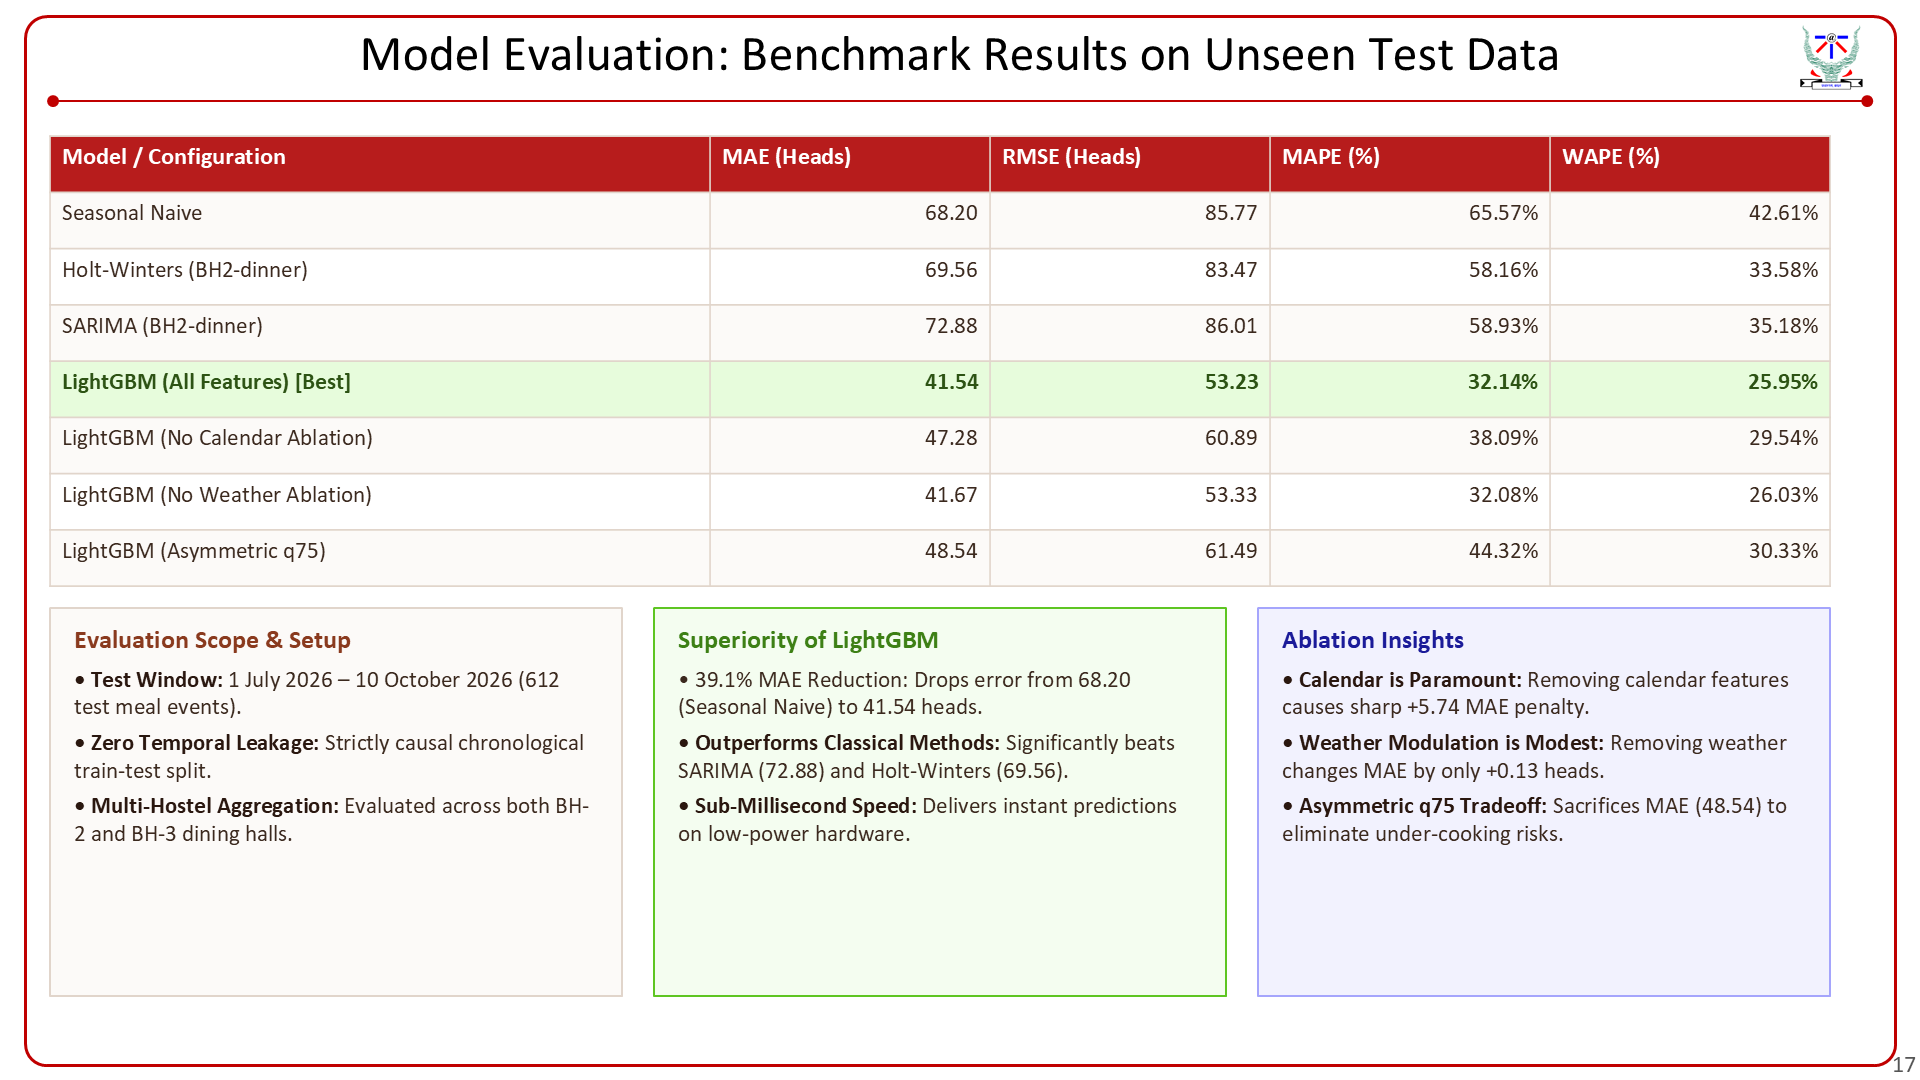 Model Evaluation: Benchmark Results on Unseen Test Data
Model / Configuration MAE (Heads) RMSE (Heads) MAPE (%) WAPE (%)
Seasonal Naive 68.20 85.77 65.57% 42.61%
Holt-Winters (BH2-dinner) 69.56 83.47 58.16% 33.58%
SARIMA (BH2-dinner) 72.88 86.01 58.93% 35.18%
LightGBM (All Features) [Best] 41.54 53.23 32.14% 25.95%
LightGBM (No Calendar Ablation) 47.28 60.89 38.09% 29.54%
LightGBM (No Weather Ablation) 41.67 53.33 32.08% 26.03%
LightGBM (Asymmetric q75) 48.54 61.49 44.32% 30.33%
Evaluation Scope & Setup
• Test Window: 1 July 2026 – 10 October 2026 (612
test meal events).
• Zero Temporal Leakage: Strictly causal chronological
train-test split.
• Multi-Hostel Aggregation: Evaluated across both BH-
2 and BH-3 dining halls.
Superiority of LightGBM
• 39.1% MAE Reduction: Drops error from 68.20
(Seasonal Naive) to 41.54 heads.
• Outperforms Classical Methods: Significantly beats
SARIMA (72.88) and Holt-Winters (69.56).
• Sub-Millisecond Speed: Delivers instant predictions
on low-power hardware.
Ablation Insights
• Calendar is Paramount: Removing calendar features
causes sharp +5.74 MAE penalty.
• Weather Modulation is Modest: Removing weather
changes MAE by only +0.13 heads.
• Asymmetric q75 Tradeoff: Sacrifices MAE (48.54) to
eliminate under-cooking risks.
17